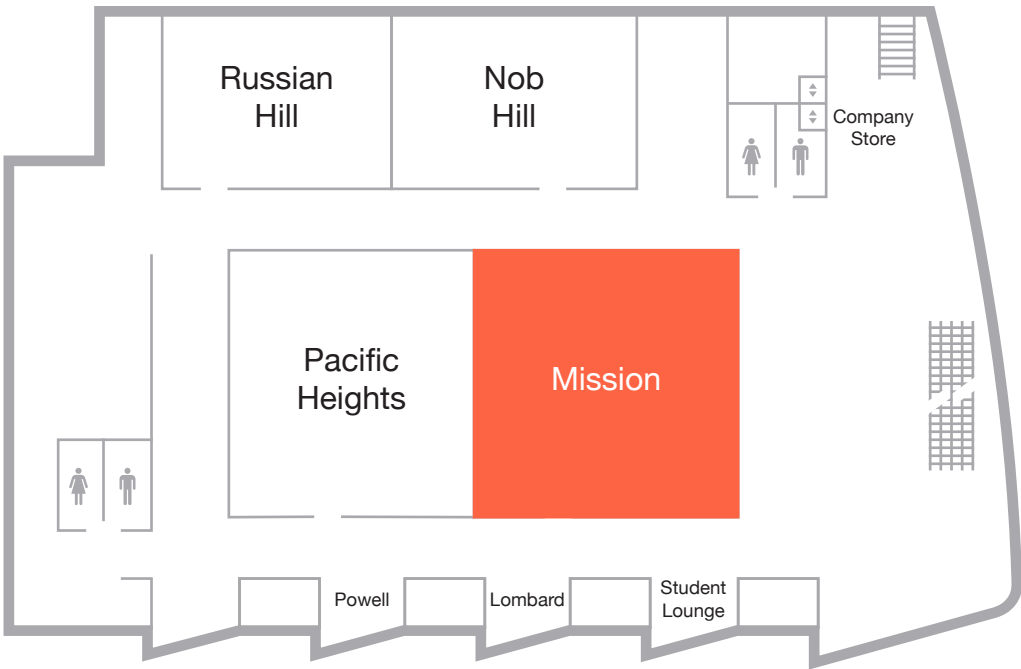 Russian
Hill
Nob
Hill
Company
Store
Pacific
Heights
Mission
Powell
Lombard
Student
Lounge